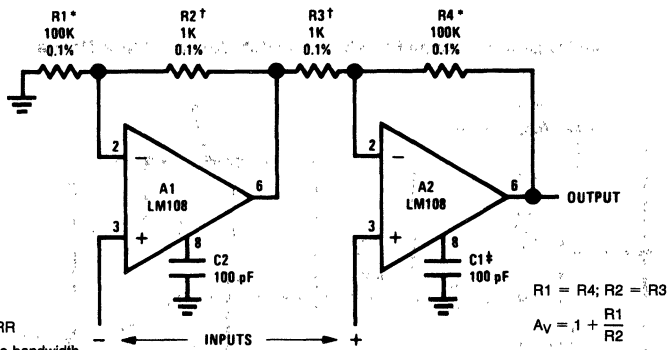 R1* R2† R3† R4*
100K 1K 1K 100K
0.1% 0.1% 0.1% 0.1%
2 2
− −
A1 6 A2 6 OUTPUT
LM108 LM108
3 3
+ +
8 8
C2 C1‡
100 pF 100 pF
R1 = R4; R2 = R3
RR
− INPUTS +
AV = 1 + R1/R2
bandwidth